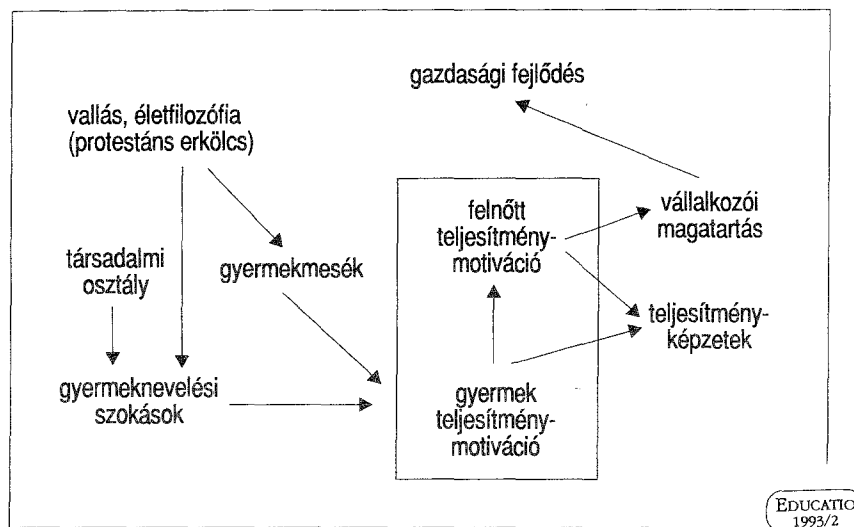 gazdasági fejlődés
vallás, életfilozófia
(protestáns erkölcs)
felnőtt
teljesítmény-
motiváció
vállalkozói
magatartás
társadalmi
osztály
gyermekmesék
teljesítmény-
képzetek
gyermeknevelési
szokások
gyermek
teljesítmény-
motiváció
EDUCATIO
1993/2